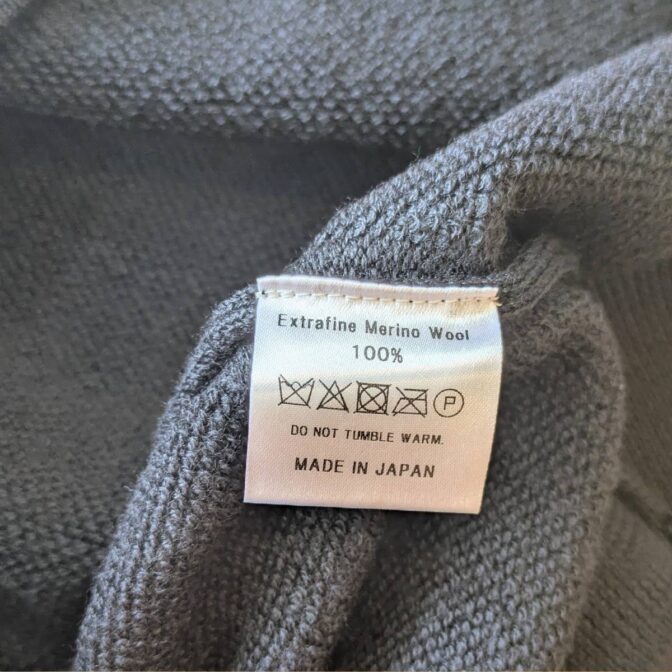 Extrafine Merino Wool
100%
P
DO NOT TUMBLE WARM.
MADE IN JAPAN